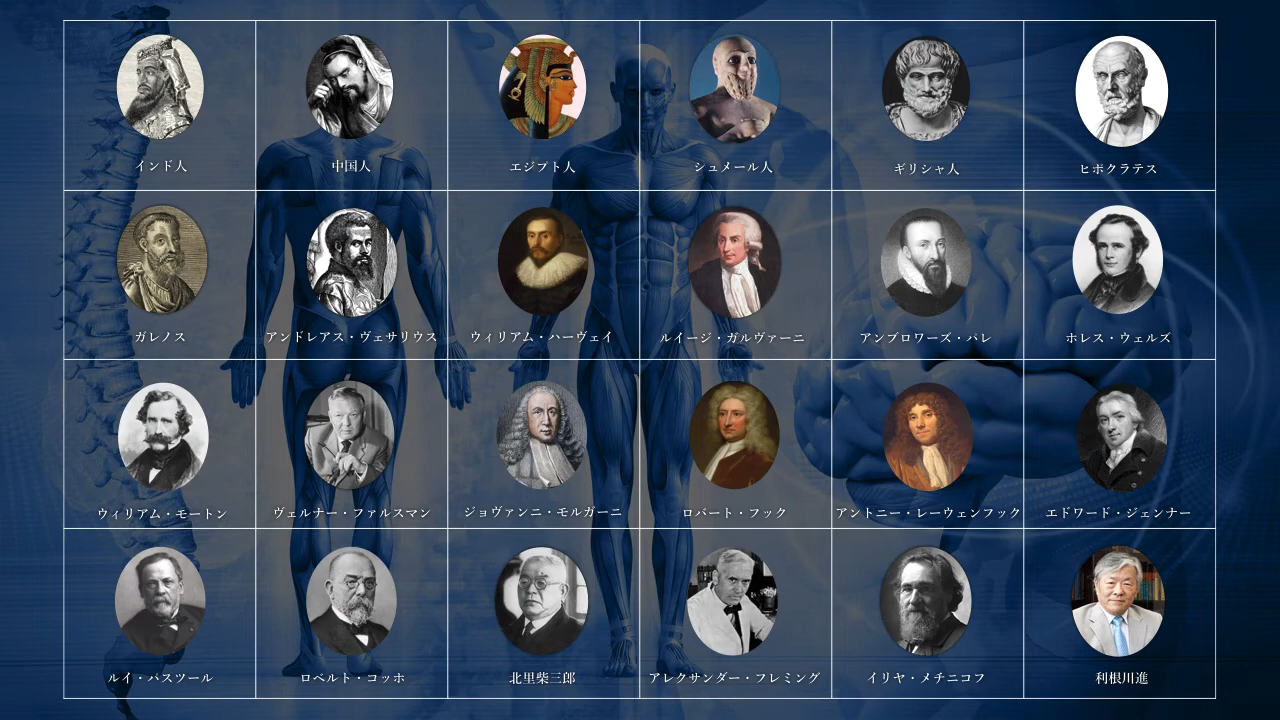 インド人
中国人
エジプト人
シュメール人
ギリシャ人
ヒポクラテス
ガレノス
アンドレアス・ヴェサリウス
ウィリアム・ハーヴェイ
ルイージ・ガルヴァーニ
アンブロワーズ・パレ
ホレス・ウェルズ
ウィリアム・モートン
ヴェルナー・ファルスマン
ジョヴァンニ・モルガーニ
ロバート・フック
アントニー・レーウェンフック
エドワード・ジェンナー
ルイ・パスツール
ロベルト・コッホ
北里柴三郎
アレクサンダー・フレミング
イリヤ・メチニコフ
利根川進